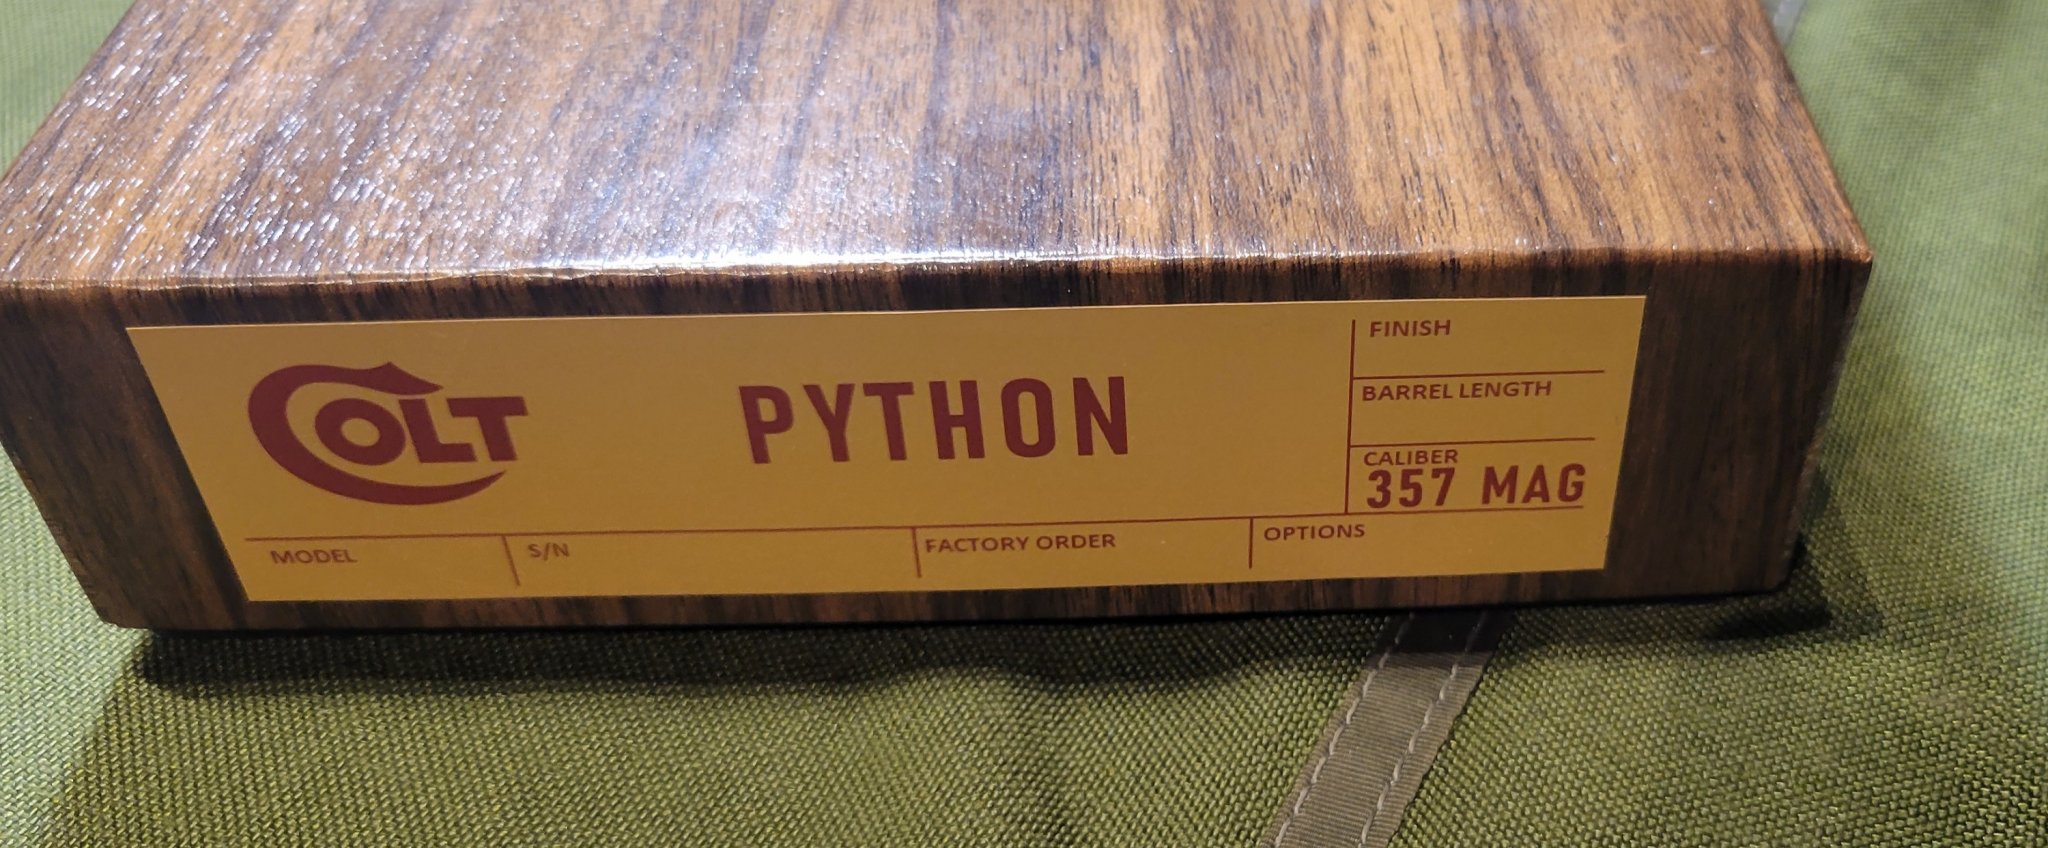 COLT
PYTHON
FINISH
BARREL LENGTH
CALIBER
357 MAG
MODEL
S/N
FACTORY ORDER
OPTIONS